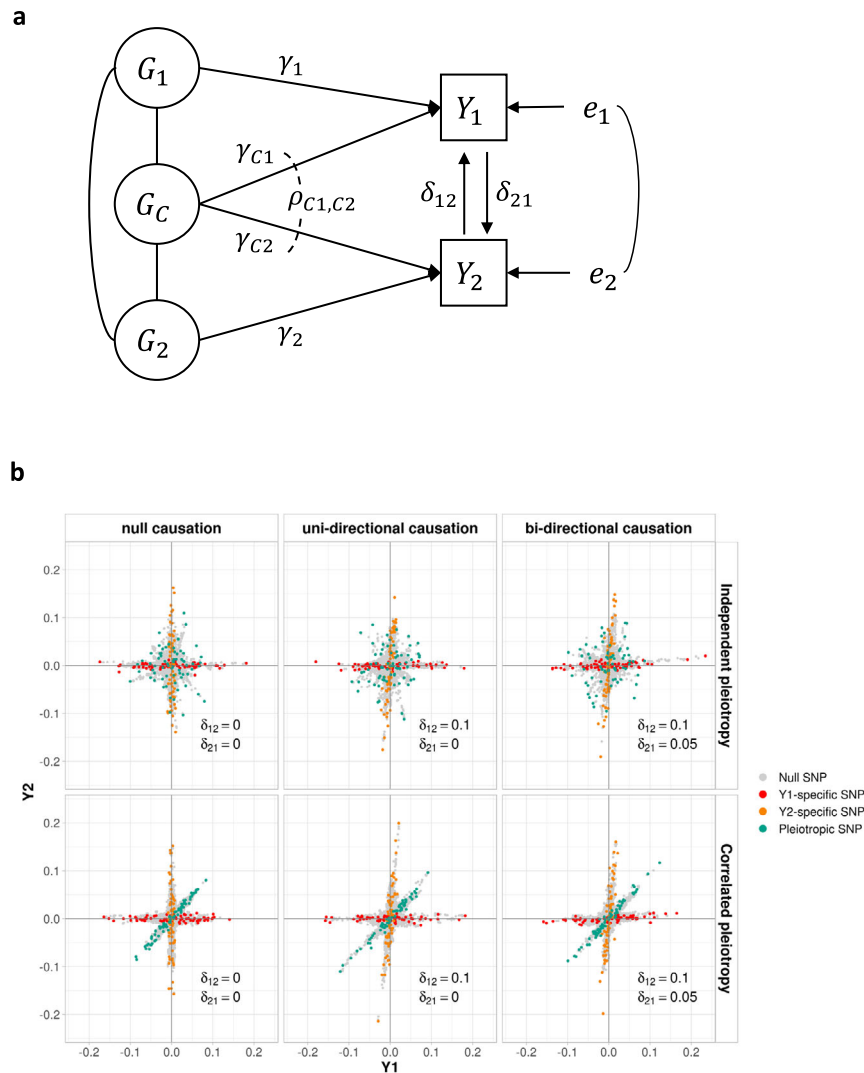 a
G₁
γ₁
Y₁
e₁
γ_C1
G_C
ρ_C1,C2
δ₁₂
δ₂₁
γ_C2
Y₂
e₂
G₂
γ₂
b
null causation
uni-directional causation
bi-directional causation
0.2
0.1
0.0
-0.1
-0.2
δ₁₂ = 0
δ₂₁ = 0
δ₁₂ = 0.1
δ₂₁ = 0
δ₁₂ = 0.1
δ₂₁ = 0.05
Independent pleiotropy
Y2
0.2
0.1
0.0
-0.1
-0.2
δ₁₂ = 0
δ₂₁ = 0
δ₁₂ = 0.1
δ₂₁ = 0
δ₁₂ = 0.1
δ₂₁ = 0.05
Correlated pleiotropy
-0.2 -0.1 0.0 0.1 0.2
-0.2 -0.1 0.0 0.1 0.2
-0.2 -0.1 0.0 0.1 0.2
Y1
Null SNP
Y1-specific SNP
Y2-specific SNP
Pleiotropic SNP